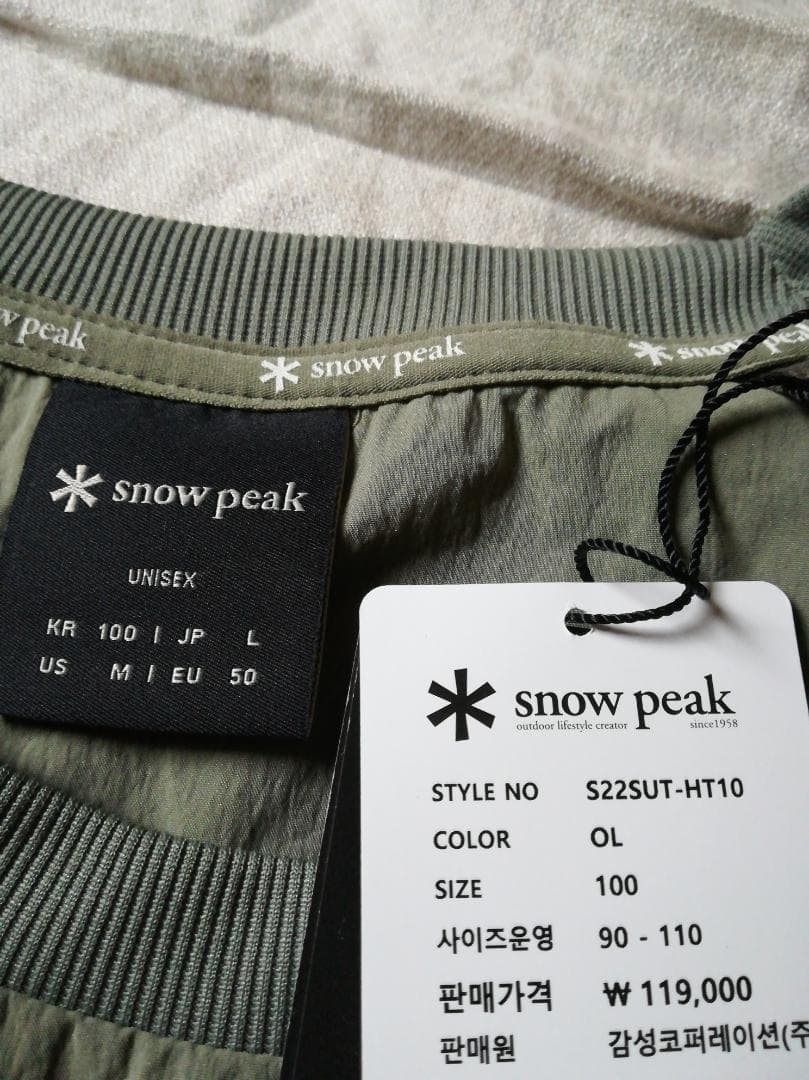 w peak
snow peak
snow pea
snow peak
UNISEX
KR 100 | JP L
US M | EU 50
snow peak
outdoor lifestyle creator since1958
STYLE NO S22SUT-HT10
COLOR OL
SIZE 100
사이즈운영 90 - 110
판매가격 ₩ 119,000
판매원 감성코퍼레이션(주